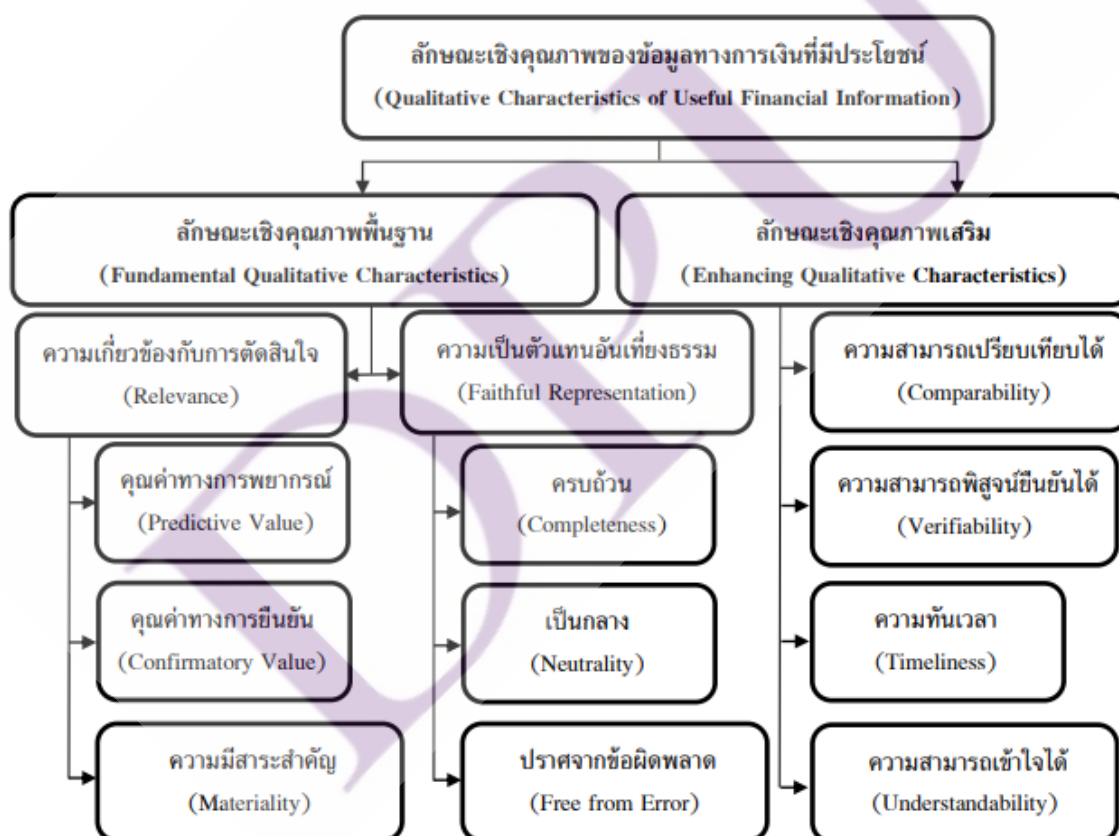 ลักษณะเชิงคุณภาพของข้อมูลทางการเงินที่มีประโยชน์
(Qualitative Characteristics of Useful Financial Information)
ลักษณะเชิงคุณภาพพื้นฐาน
(Fundamental Qualitative Characteristics)
ลักษณะเชิงคุณภาพเสริม
(Enhancing Qualitative Characteristics)
ความเกี่ยวข้องกับการตัดสินใจ
(Relevance)
ความเป็นตัวแทนอันเที่ยงธรรม
(Faithful Representation)
ความสามารถเปรียบเทียบได้
(Comparability)
คุณค่าทางการพยากรณ์
(Predictive Value)
ครบถ้วน
(Completeness)
ความสามารถพิสูจน์ยืนยันได้
(Verifiability)
คุณค่าทางการยืนยัน
(Confirmatory Value)
เป็นกลาง
(Neutrality)
ความทันเวลา
(Timeliness)
ความมีสาระสำคัญ
(Materiality)
ปราศจากข้อผิดพลาด
(Free from Error)
ความสามารถเข้าใจได้
(Understandability)
DPU